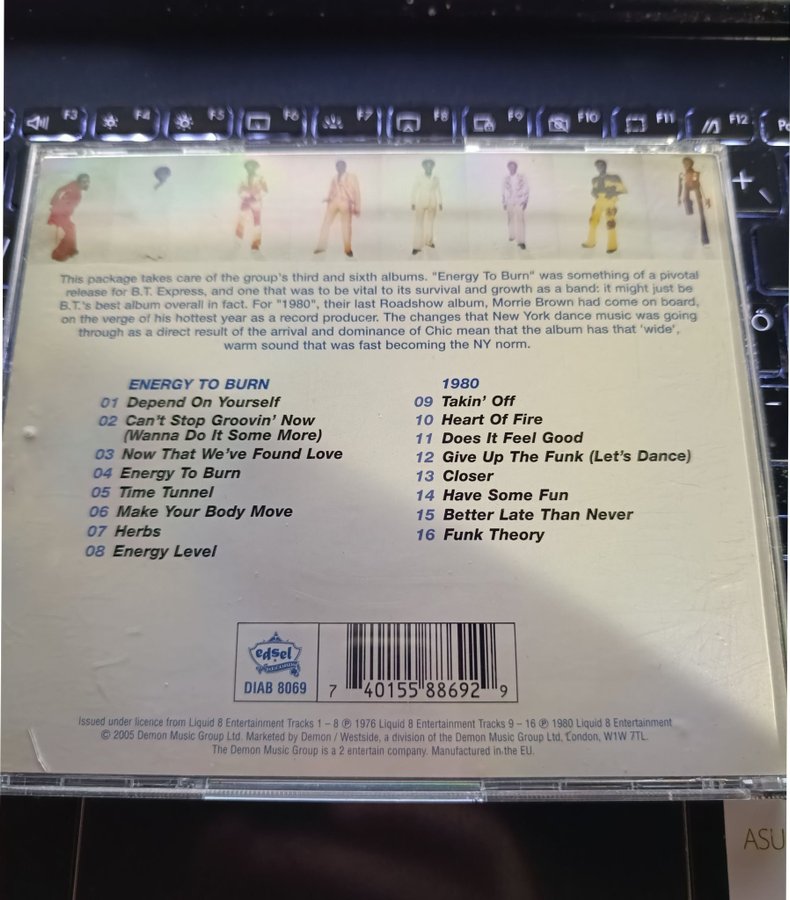 F3 F4 F5 F6 F7 F8 F9 F10 F11 F12
This package takes care of the group's third and sixth albums. "Energy To Burn" was something of a pivotal
release for B.T. Express, and one that was to be vital to its survival and growth as a band: it might just be
B.T.'s best album overall in fact. For "1980", their last Roadshow album, Morrie Brown had come on board,
on the verge of his hottest year as a record producer. The changes that New York dance music was going
through as a direct result of the arrival and dominance of Chic mean that the album has that 'wide',
warm sound that was fast becoming the NY norm.
ENERGY TO BURN
01 Depend On Yourself
02 Can't Stop Groovin' Now
(Wanna Do It Some More)
03 Now That We've Found Love
04 Energy To Burn
05 Time Tunnel
06 Make Your Body Move
07 Herbs
08 Energy Level
1980
09 Takin' Off
10 Heart Of Fire
11 Does It Feel Good
12 Give Up The Funk (Let's Dance)
13 Closer
14 Have Some Fun
15 Better Late Than Never
16 Funk Theory
edsel
RECORDS
DIAB 8069
7 40155 88692 9
Issued under licence from Liquid 8 Entertainment Tracks 1 – 8 ℗ 1976 Liquid 8 Entertainment Tracks 9 - 16 ℗ 1980 Liquid 8 Entertainment
© 2005 Demon Music Group Ltd. Marketed by Demon / Westside, a division of the Demon Music Group Ltd, London, W1W 7TL.
The Demon Music Group is a 2 entertain company. Manufactured in the EU.
ASU